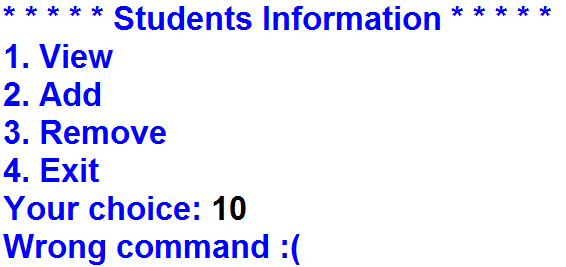 * * * * * Students Information * * * * *
1. View
2. Add
3. Remove
4. Exit
Your choice: 10
Wrong command :(